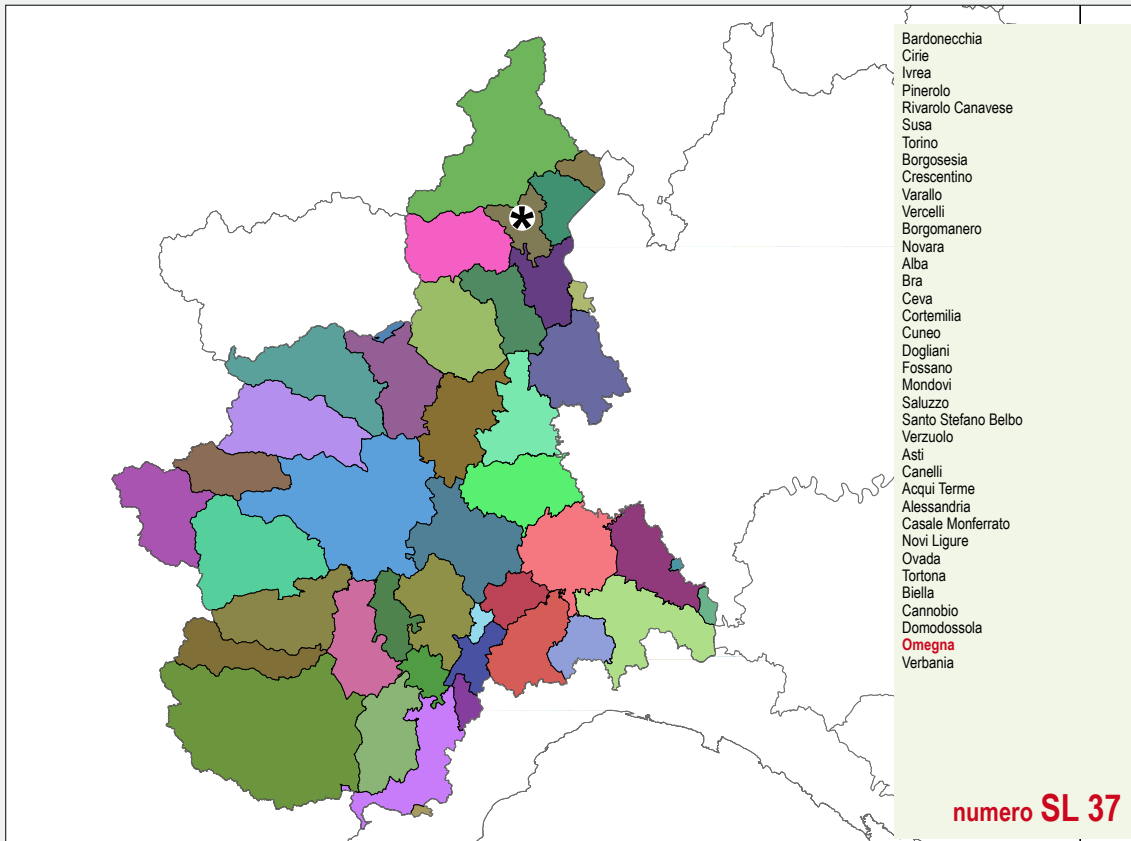 Bardonecchia
Cirie
Ivrea
Pinerolo
Rivarolo Canavese
Susa
Torino
Borgosesia
Crescentino
Varallo
Vercelli
Borgomanero
Novara
Alba
Bra
Ceva
Cortemilia
Cuneo
Dogliani
Fossano
Mondovi
Saluzzo
Santo Stefano Belbo
Verzuolo
Asti
Canelli
Acqui Terme
Alessandria
Casale Monferrato
Novi Ligure
Ovada
Tortona
Biella
Cannobio
Domodossola
Omegna
Verbania
numero SL 37